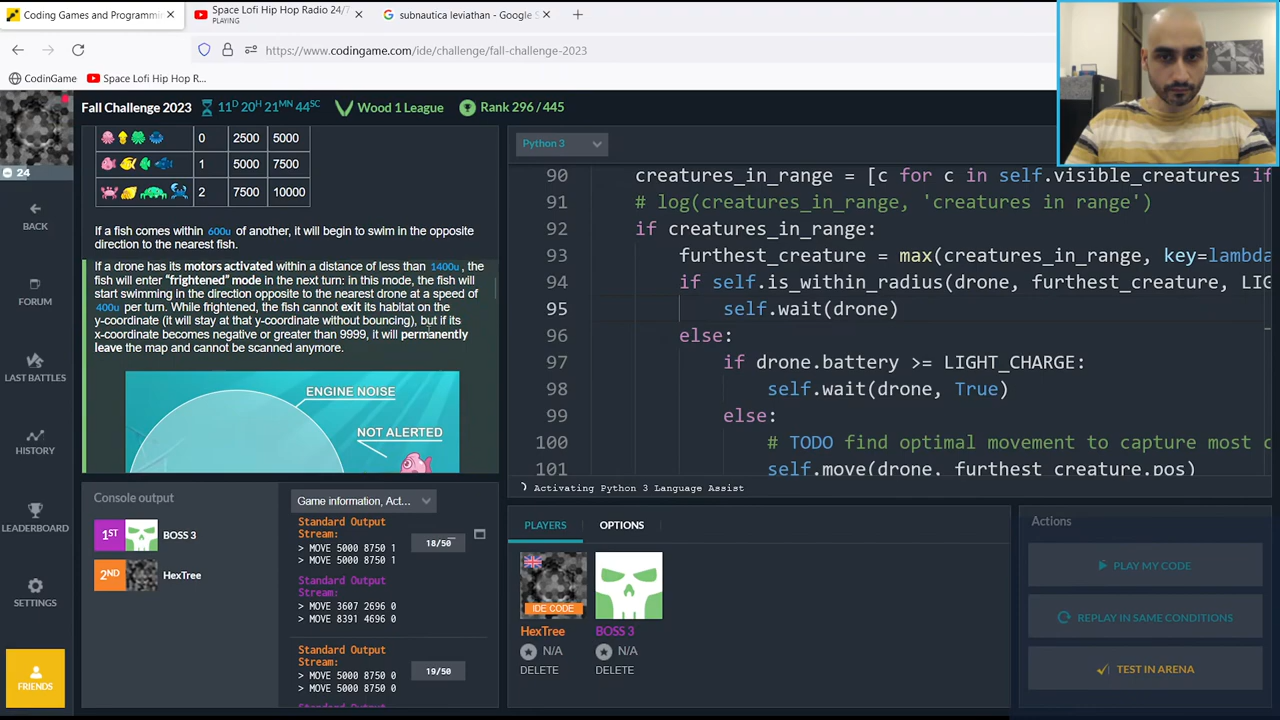 Coding Games and Programmi
Space Lofi Hip Hop Radio 24/7
PLAYING
subnautica leviathan - Google S
https://www.codingame.com/ide/challenge/fall-challenge-2023
CodinGame
Space Lofi Hip Hop R...
Fall Challenge 2023
11D 20H 21MN 44SC
Wood 1 League
Rank 296 / 445
24
BACK
FORUM
LAST BATTLES
HISTORY
LEADERBOARD
SETTINGS
FRIENDS
0 2500 5000
1 5000 7500
2 7500 10000
If a fish comes within 600u of another, it will begin to swim in the opposite
direction to the nearest fish.
If a drone has its motors activated within a distance of less than 1400u, the
fish will enter "frightened" mode in the next turn: in this mode, the fish will
start swimming in the direction opposite to the nearest drone at a speed of
400u per turn. While frightened, the fish cannot exit its habitat on the
y-coordinate (it will stay at that y-coordinate without bouncing), but if its
x-coordinate becomes negative or greater than 9999, it will permanently
leave the map and cannot be scanned anymore.
ENGINE NOISE
NOT ALERTED
Python 3
90 creatures_in_range = [c for c in self.visible_creatures if
91 # log(creatures_in_range, 'creatures in range')
92 if creatures_in_range:
93 furthest_creature = max(creatures_in_range, key=lambda
94 if self.is_within_radius(drone, furthest_creature, LIG
95 self.wait(drone)
96 else:
97 if drone.battery >= LIGHT_CHARGE:
98 self.wait(drone, True)
99 else:
100 # TODO find optimal movement to capture most c
101 self.move(drone, furthest_creature.pos)
Activating Python 3 Language Assist
Console output
Game information, Act...
1ST BOSS 3
2ND HexTree
Standard Output
Stream:
> MOVE 5000 8750 1
> MOVE 5000 8750 1
18/50
Standard Output
Stream:
> MOVE 3607 2696 0
> MOVE 8391 4696 0
Standard Output
Stream:
> MOVE 5000 8750 0
> MOVE 5000 8750 0
19/50
PLAYERS
OPTIONS
IDE CODE
HexTree
N/A
DELETE
BOSS 3
N/A
DELETE
Actions
PLAY MY CODE
REPLAY IN SAME CONDITIONS
TEST IN ARENA